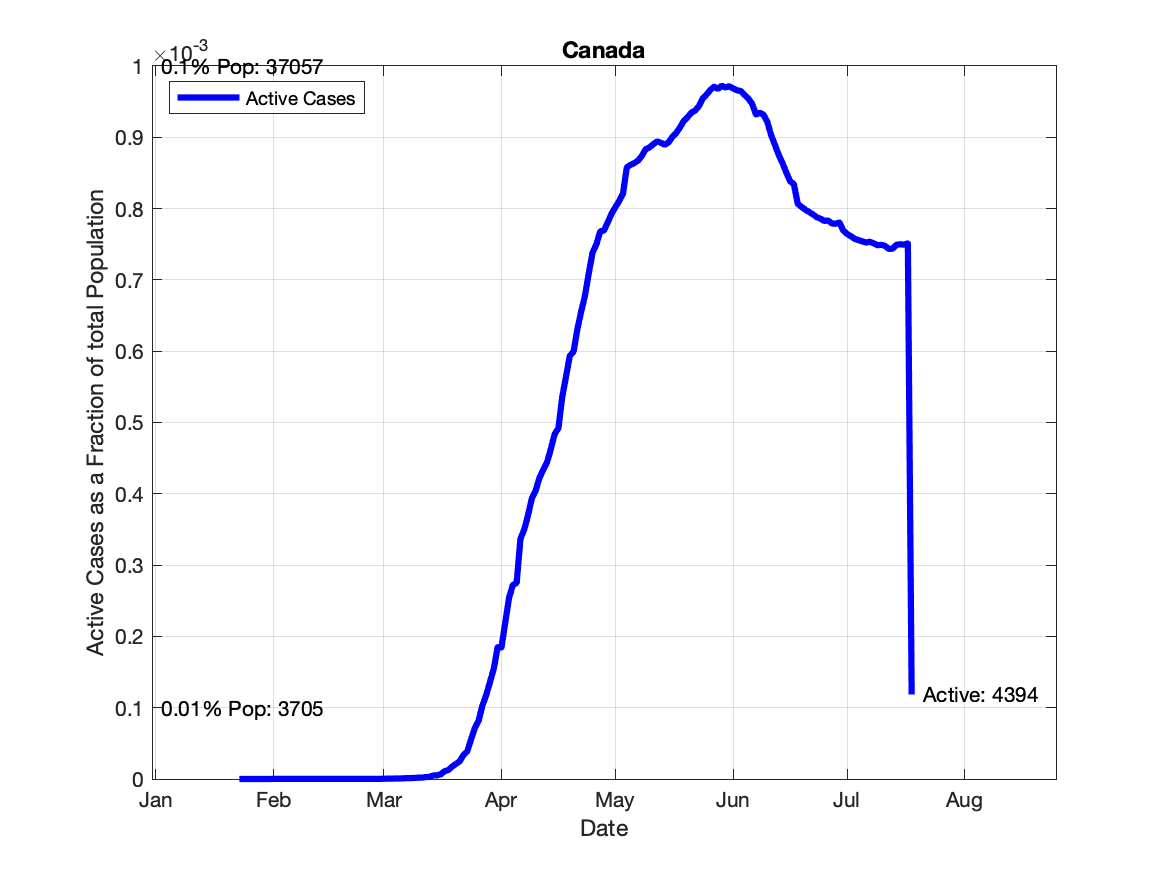 Canada
×10-3
0.1% Pop: 37057
Active Cases
1
0.9
0.8
0.7
0.6
0.5
0.4
0.3
0.2
0.1
0
Active Cases as a Fraction of total Population
0.01% Pop: 3705
Active: 4394
Jan Feb Mar Apr May Jun Jul Aug
Date